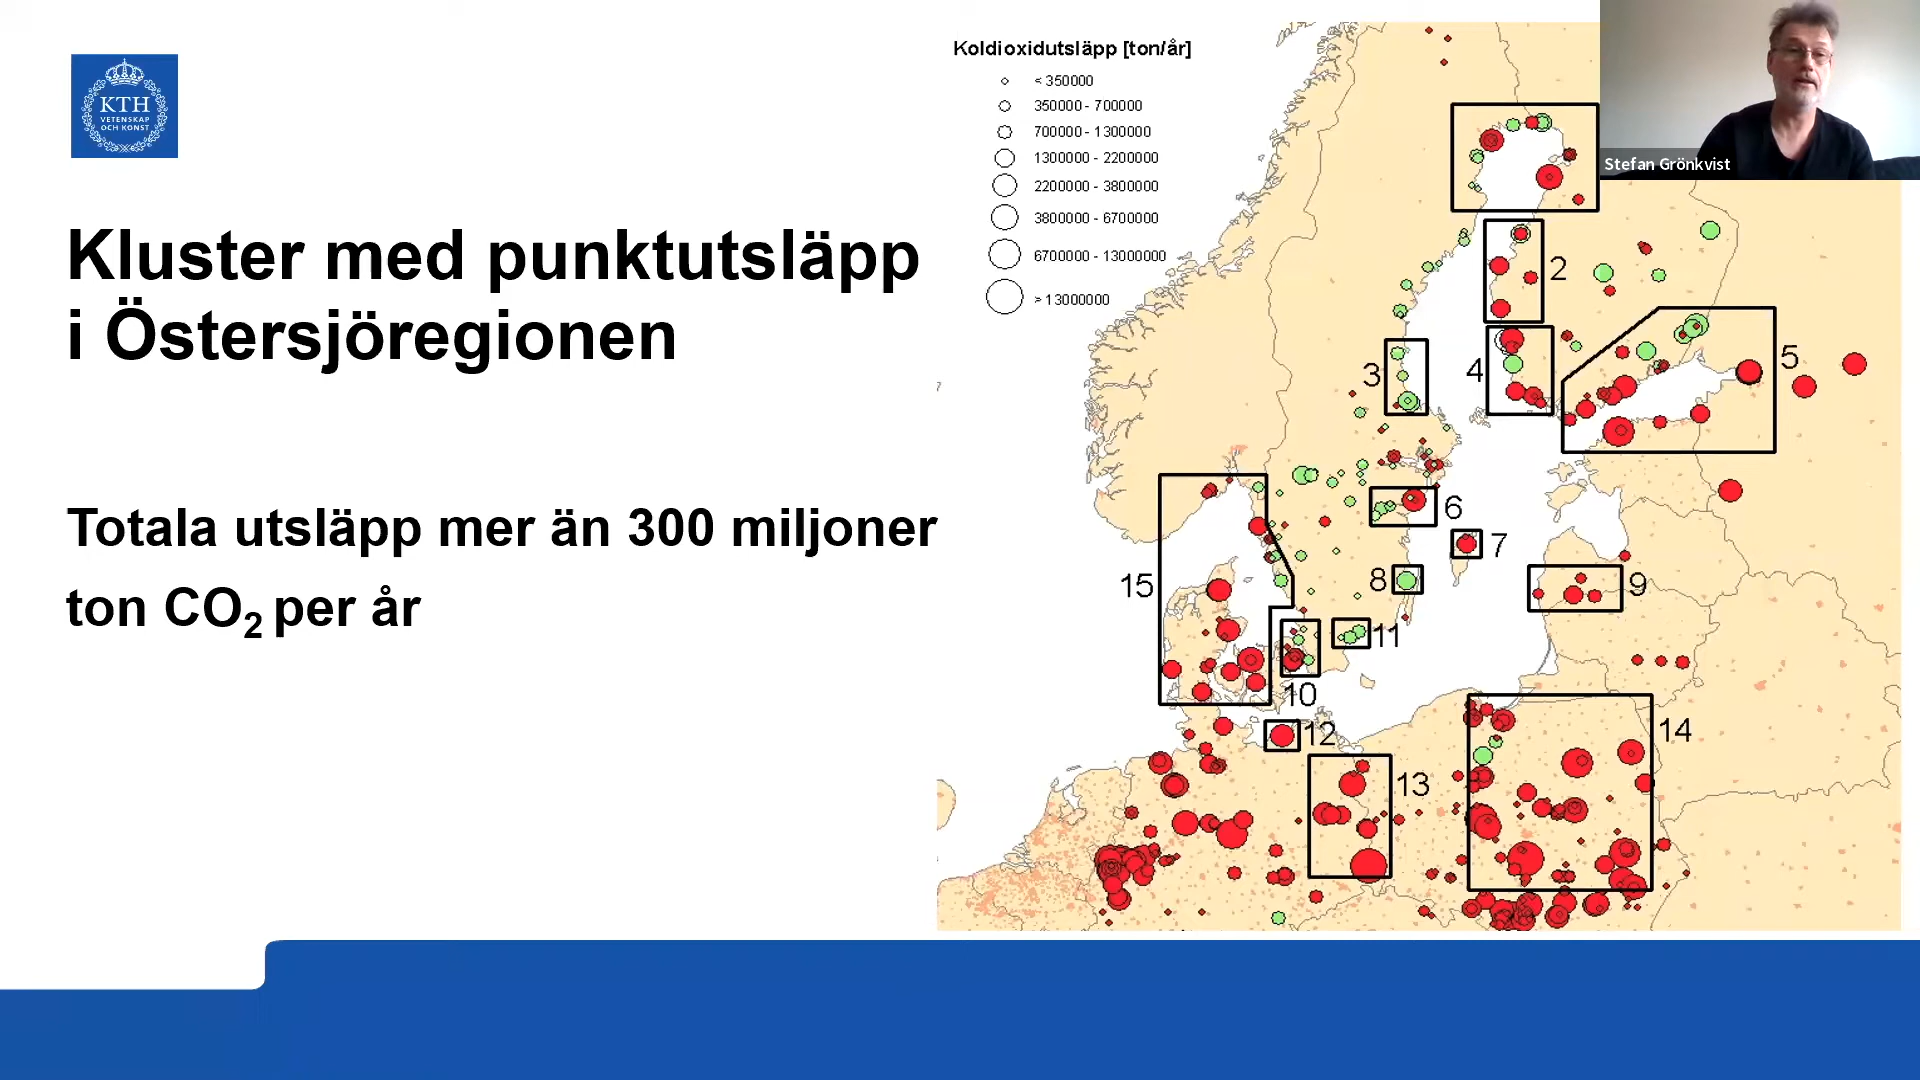 KTH
VETENSKAP
OCH KONST
Kluster med punktutsläpp
i Östersjöregionen
Totala utsläpp mer än 300 miljoner
ton CO₂ per år
Koldioxidutsläpp [ton/år]
< 350000
350000 - 700000
700000 - 1300000
1300000 - 2200000
2200000 - 3800000
3800000 - 6700000
6700000 - 13000000
> 13000000
Stefan Grönkvist
2
3
4
5
6
7
8
9
15
11
10
12
13
14